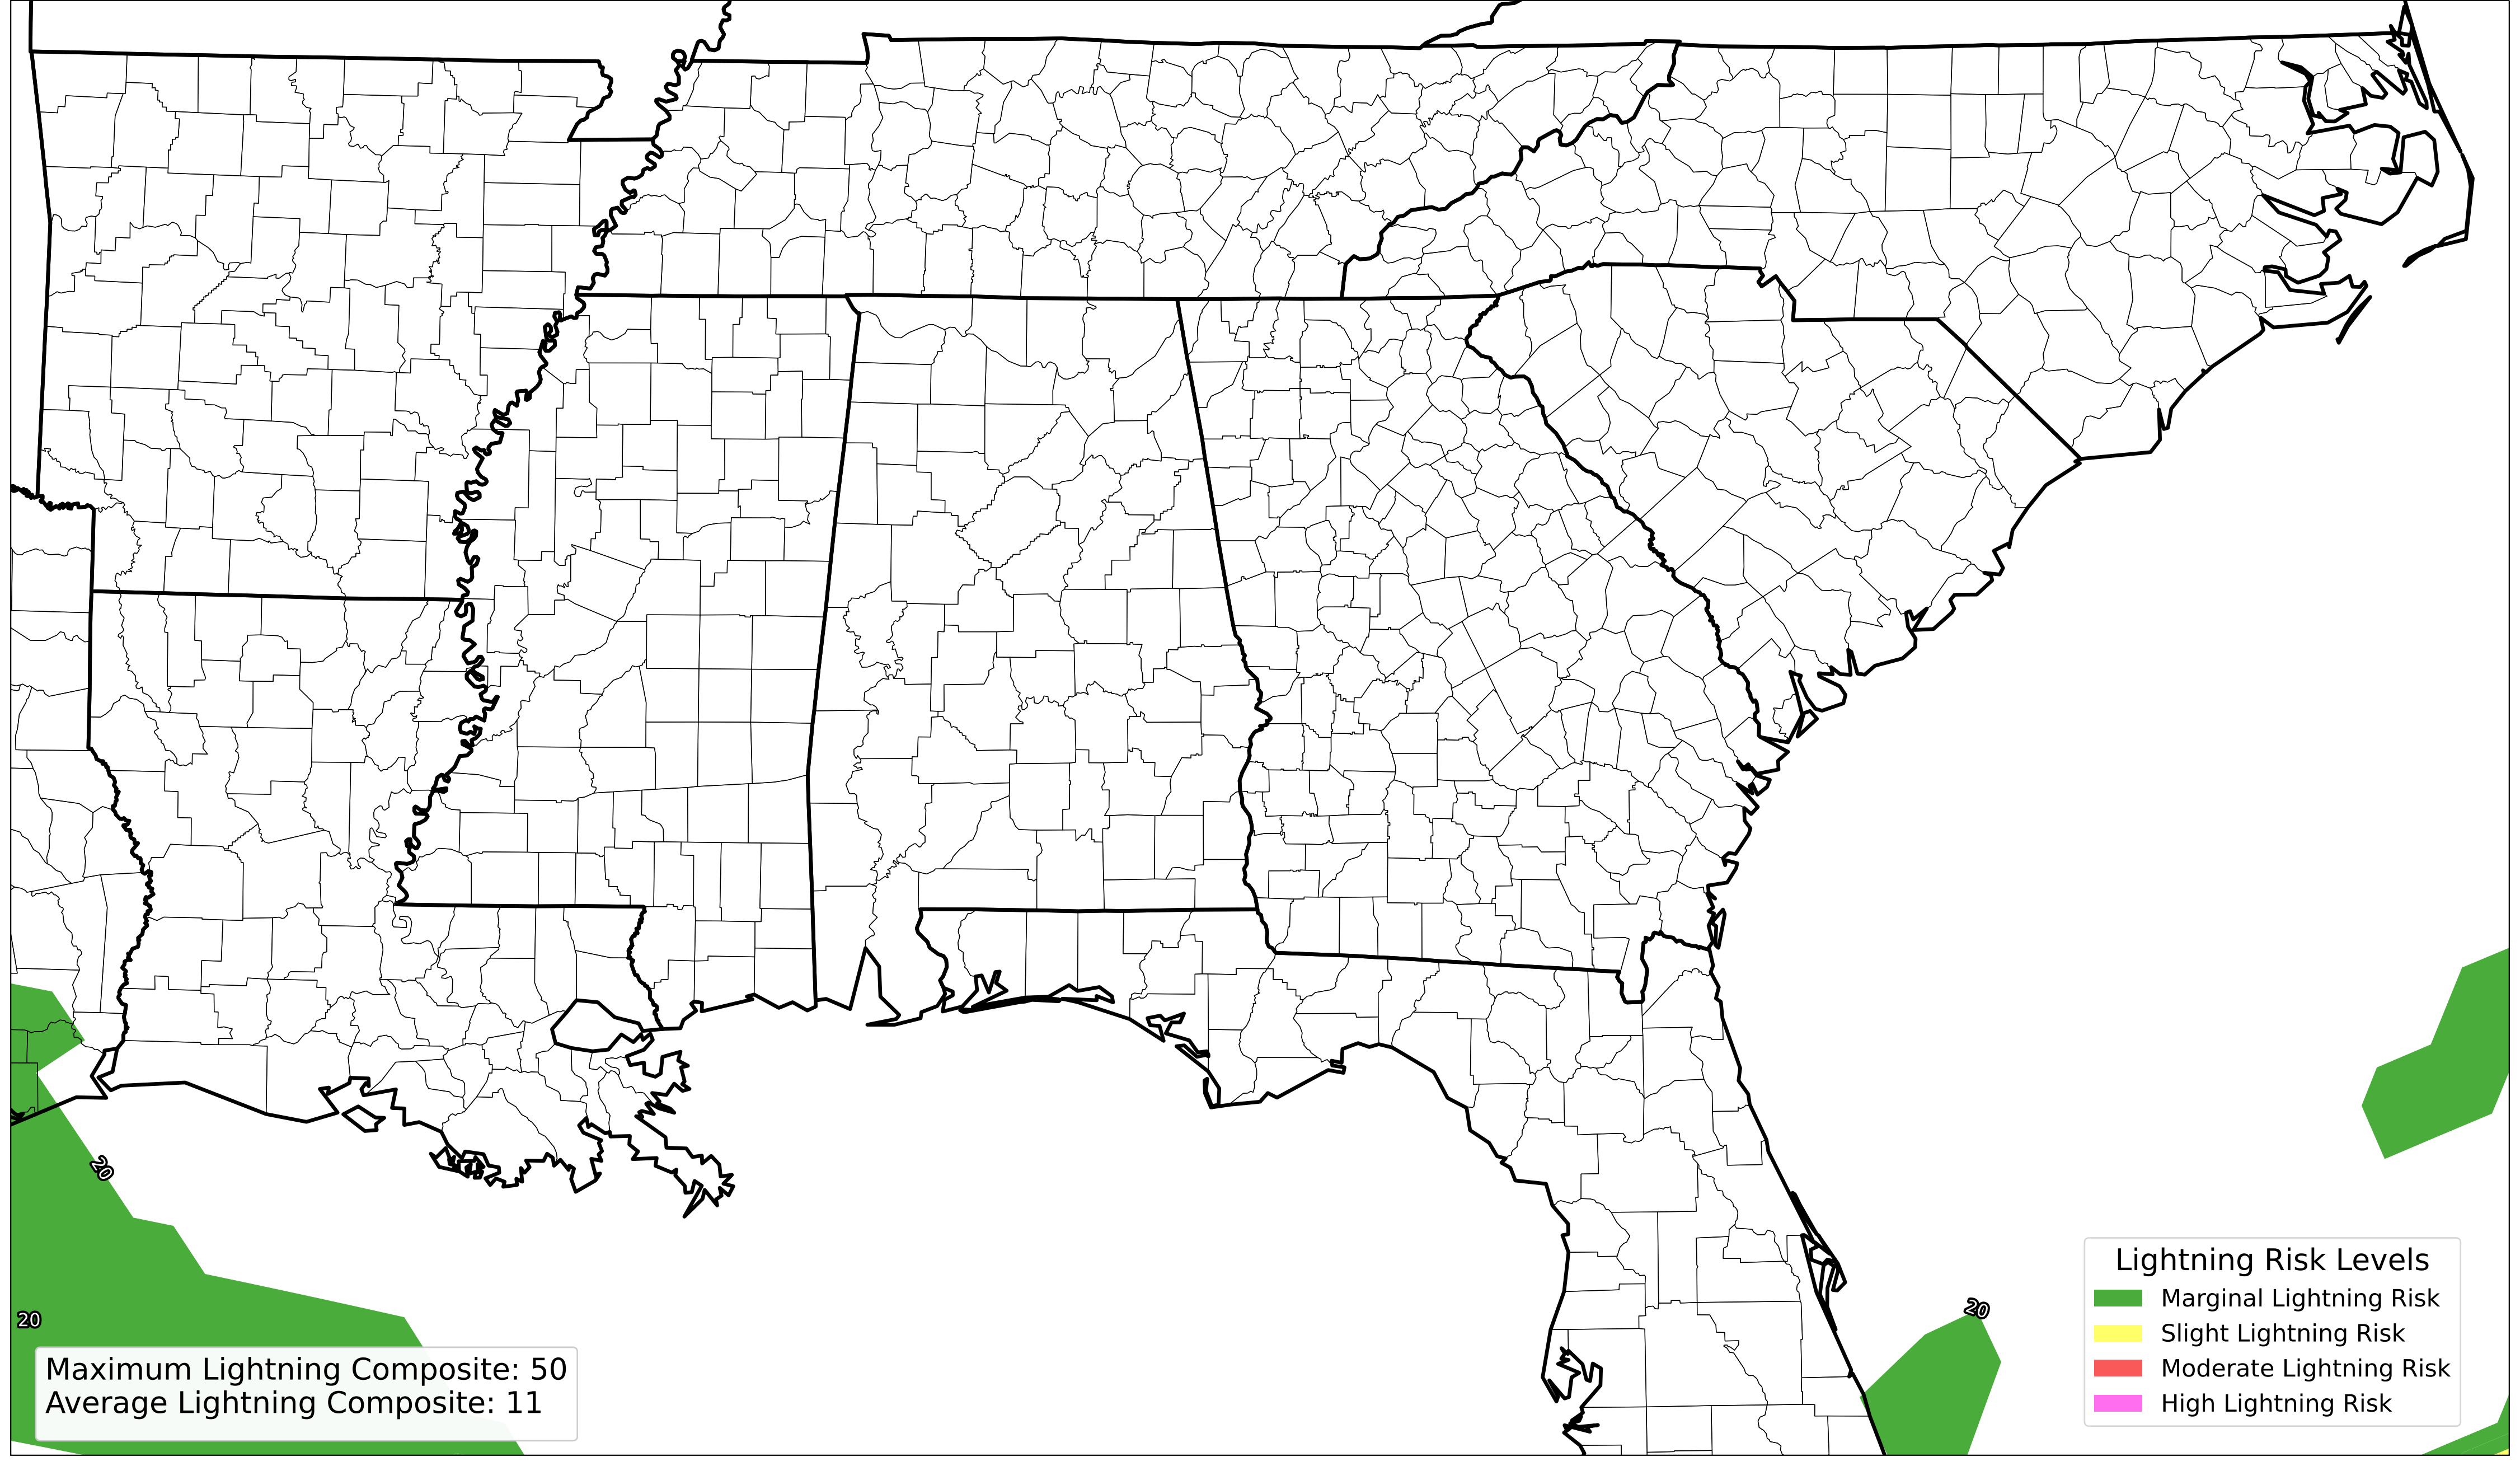 20
20
20
Maximum Lightning Composite: 50
Average Lightning Composite: 11
Lightning Risk Levels
Marginal Lightning Risk
Slight Lightning Risk
Moderate Lightning Risk
High Lightning Risk